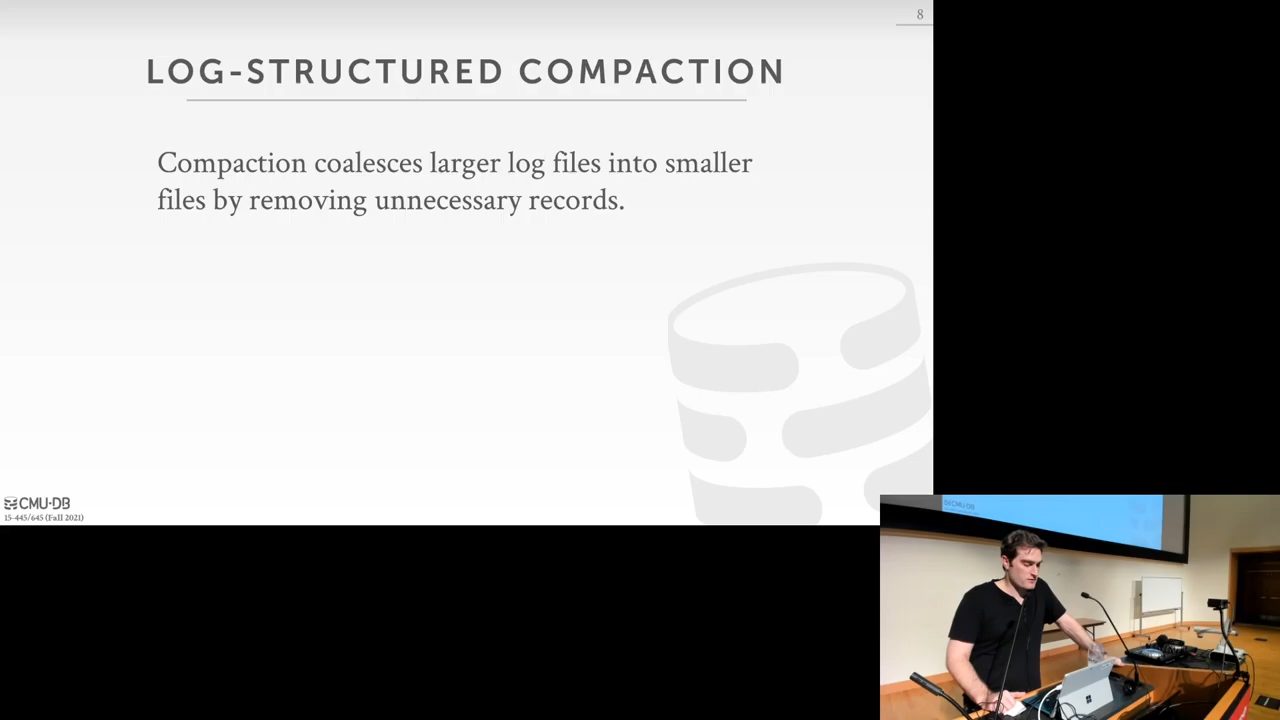 8
LOG-STRUCTURED COMPACTION
Compaction coalesces larger log files into smaller
files by removing unnecessary records.
CMU·DB
15-445/645 (Fall 2021)